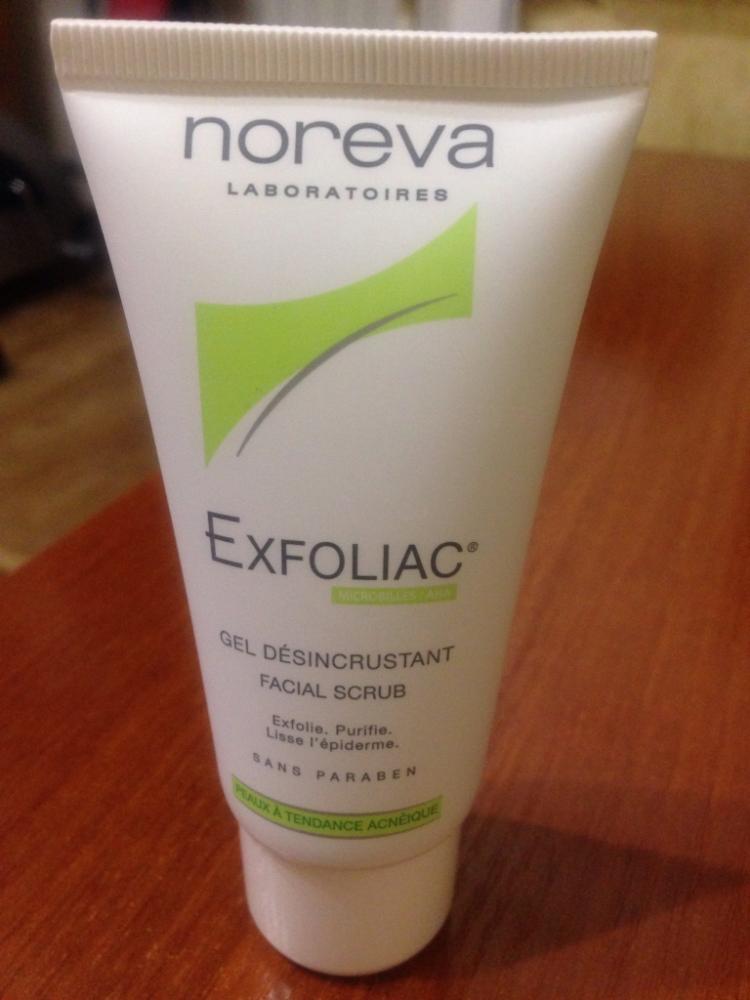 noreva
LABORATOIRES
EXFOLIAC®
MICROBILLES / AHA
GEL DÉSINCRUSTANT
FACIAL SCRUB
Exfolie. Purifie.
Lisse l'épiderme.
SANS PARABEN
PEAUX À TENDANCE ACNÉIQUE